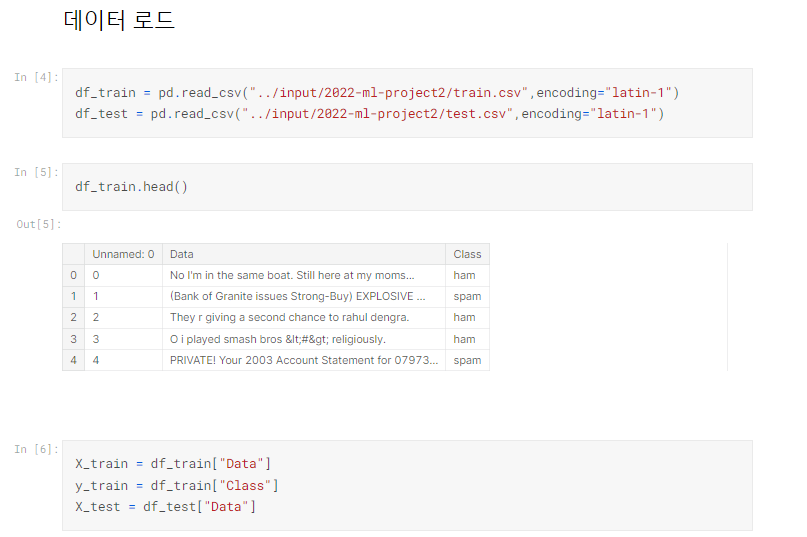 데이터 로드
In [4]:
df_train = pd.read_csv("../input/2022-ml-project2/train.csv",encoding="latin-1")
df_test = pd.read_csv("../input/2022-ml-project2/test.csv",encoding="latin-1")
In [5]:
df_train.head()
Out[5]:
Unnamed: 0 Data Class
0 0 No I'm in the same boat. Still here at my moms... ham
1 1 (Bank of Granite issues Strong-Buy) EXPLOSIVE ... spam
2 2 They r giving a second chance to rahul dengra. ham
3 3 O i played smash bros &lt;#&gt; religiously. ham
4 4 PRIVATE! Your 2003 Account Statement for 07973... spam
In [6]:
X_train = df_train["Data"]
y_train = df_train["Class"]
X_test = df_test["Data"]